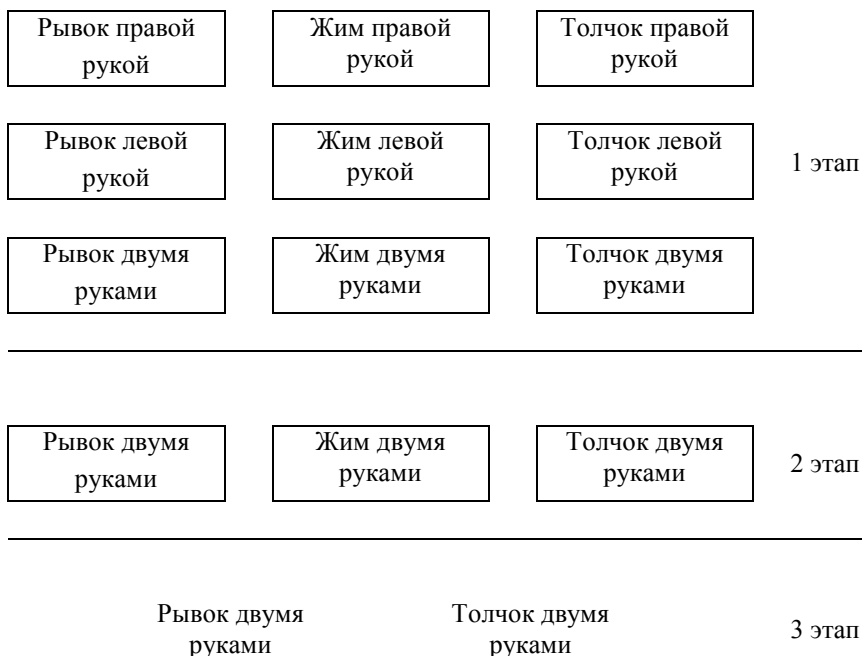 Рывок правой
рукой
Жим правой
рукой
Толчок правой
рукой
Рывок левой
рукой
Жим левой
рукой
Толчок левой
рукой
1 этап
Рывок двумя
руками
Жим двумя
руками
Толчок двумя
руками
Рывок двумя
руками
Жим двумя
руками
Толчок двумя
руками
2 этап
Рывок двумя
руками
Толчок двумя
руками
3 этап